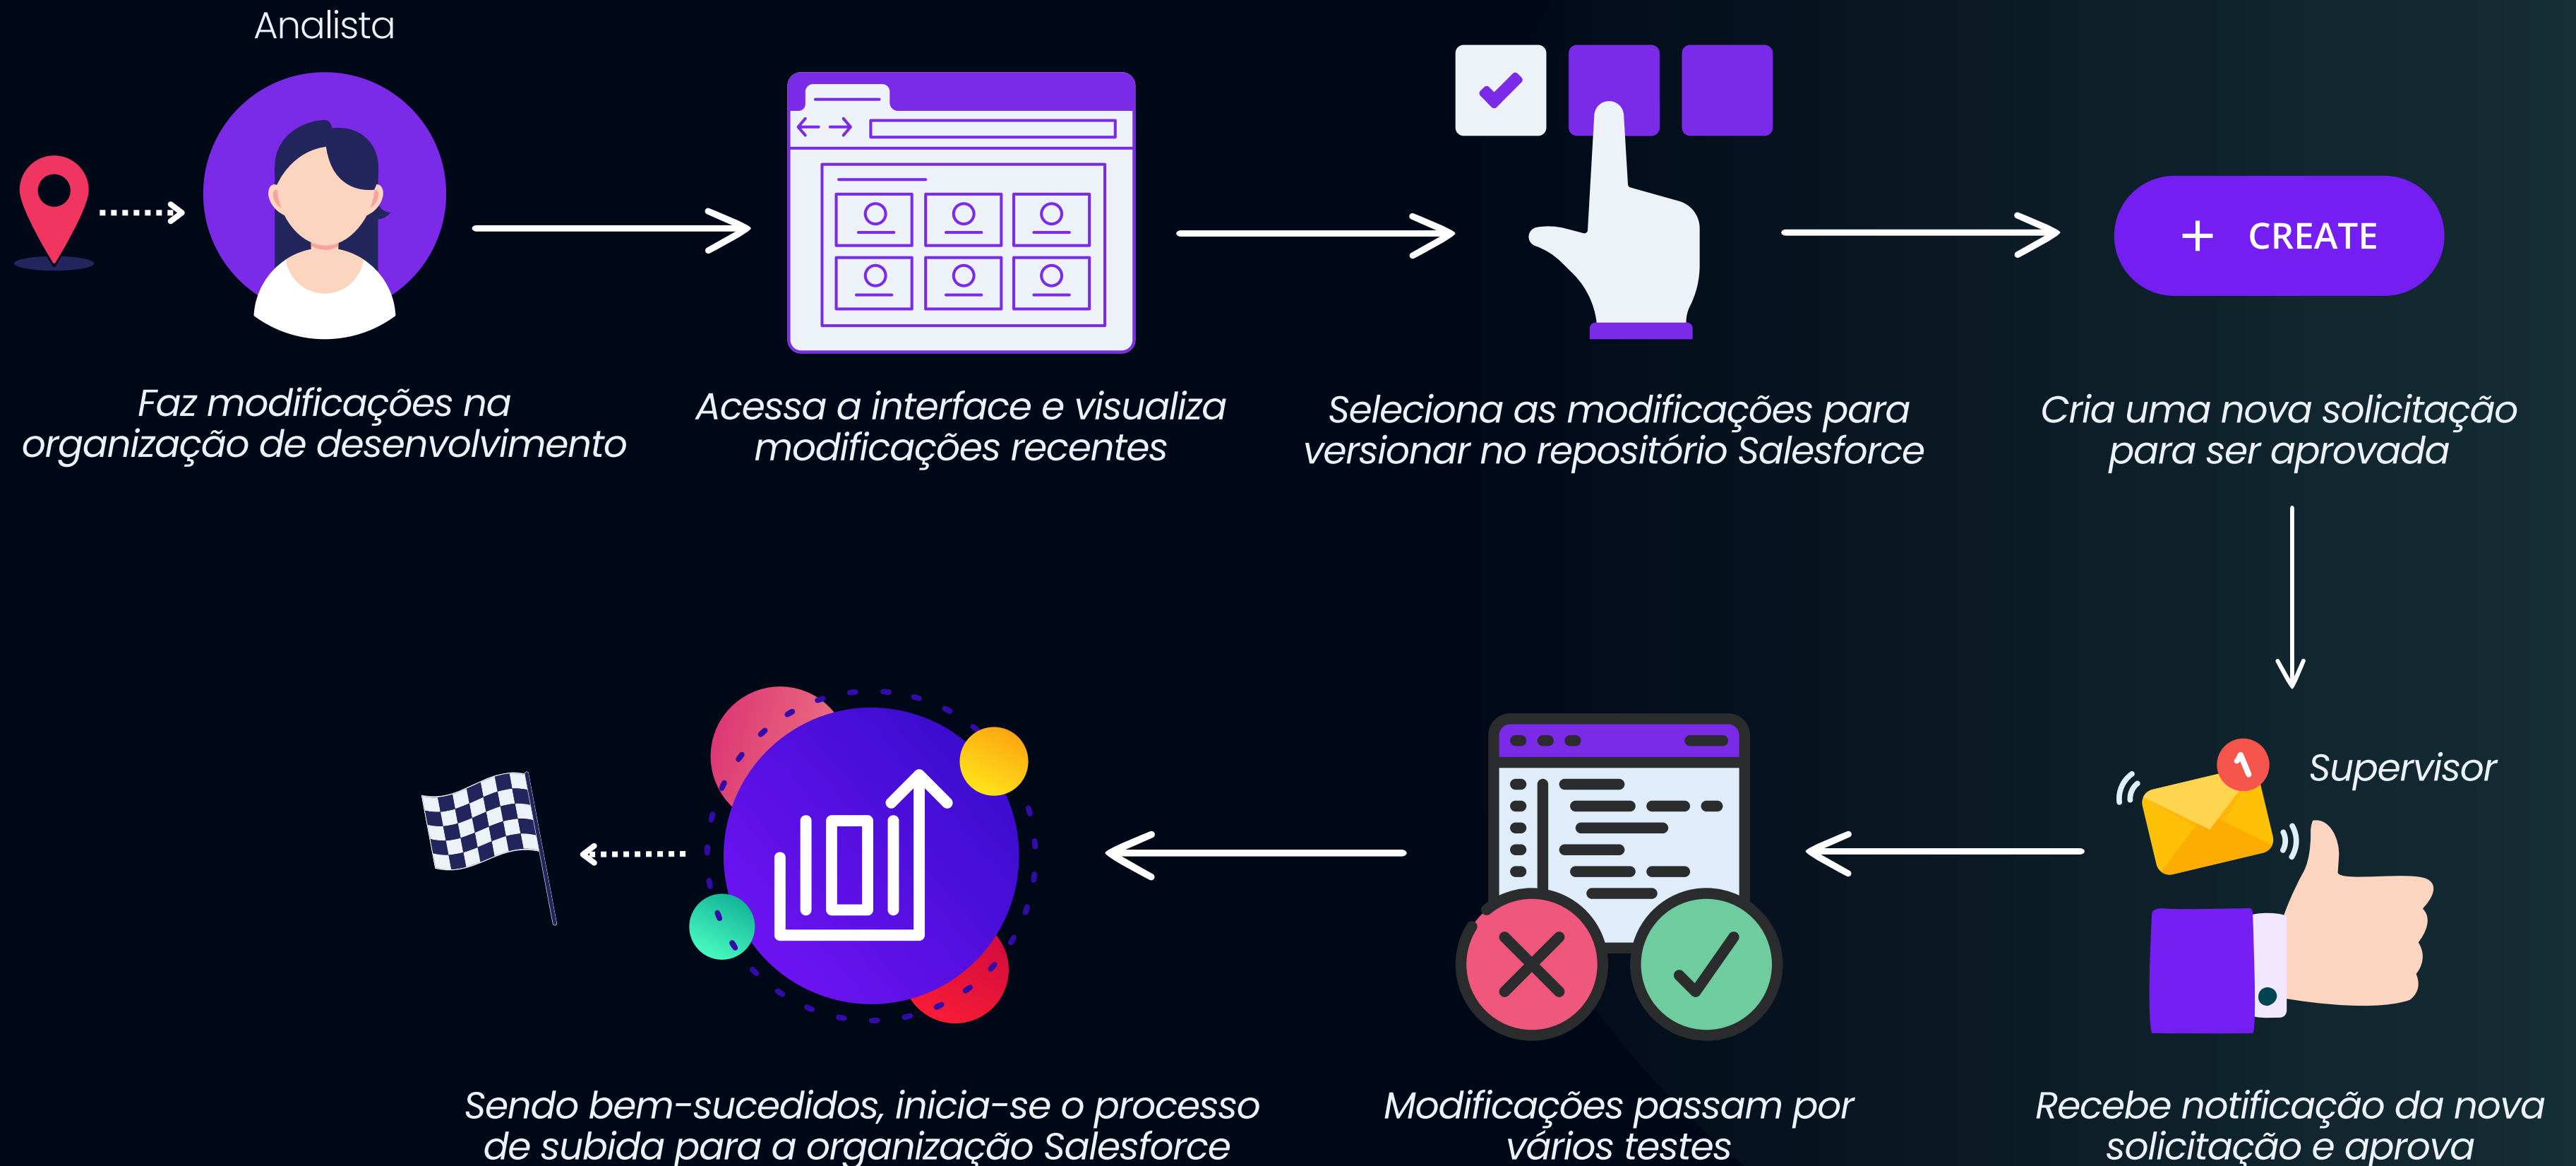 Analista
Faz modificações na
organização de desenvolvimento
Acessa a interface e visualiza
modificações recentes
Seleciona as modificações para
versionar no repositório Salesforce
+ CREATE
Cria uma nova solicitação
para ser aprovada
1
Supervisor
Recebe notificação da nova
solicitação e aprova
Modificações passam por
vários testes
Sendo bem-sucedidos, inicia-se o processo
de subida para a organização Salesforce